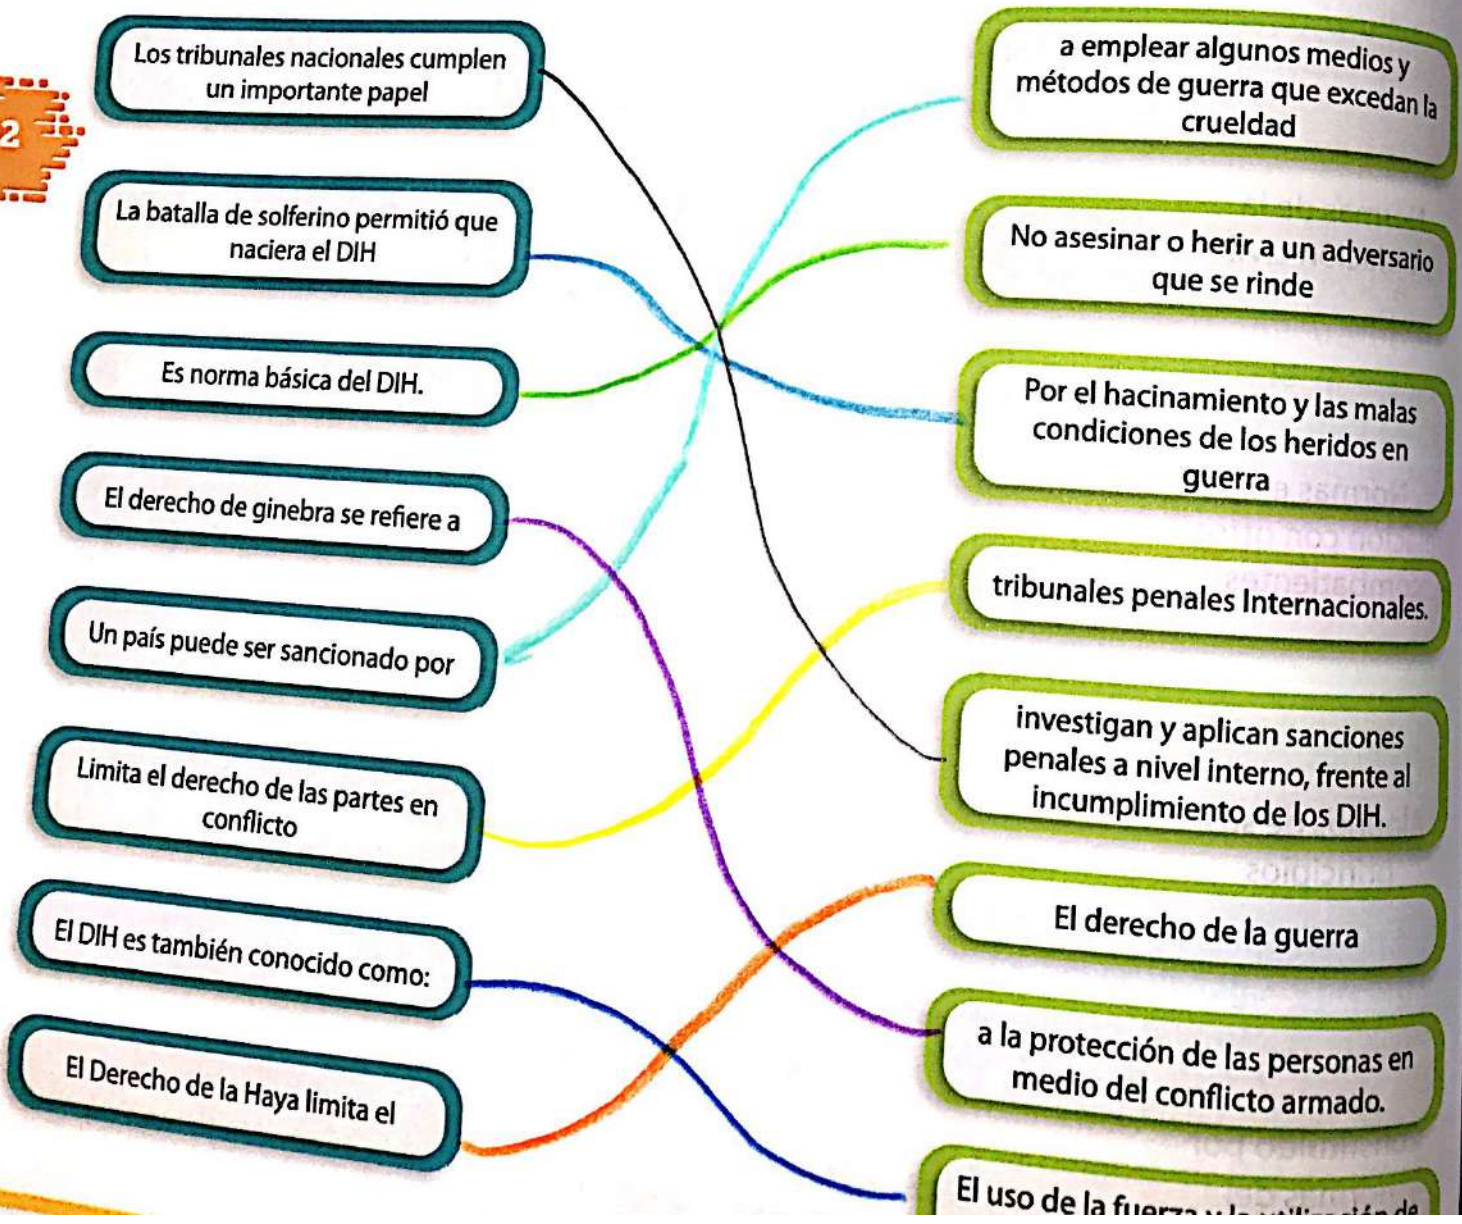 2
Los tribunales nacionales cumplen
un importante papel
La batalla de solferino permitió que
naciera el DIH
Es norma básica del DIH.
El derecho de ginebra se refiere a
Un país puede ser sancionado por
Limita el derecho de las partes en
conflicto
El DIH es también conocido como:
El Derecho de la Haya limita el
a emplear algunos medios y
métodos de guerra que excedan la
crueldad
No asesinar o herir a un adversario
que se rinde
Por el hacinamiento y las malas
condiciones de los heridos en
guerra
tribunales penales Internacionales.
investigan y aplican sanciones
penales a nivel interno, frente al
incumplimiento de los DIH.
El derecho de la guerra
a la protección de las personas en
medio del conflicto armado.
El uso de la fuerza y la utilización de